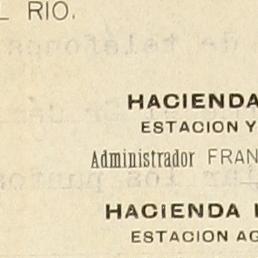 L RIO.
HACIENDA
ESTACION Y
Administrador FRAN
HACIENDA
ESTACION AG